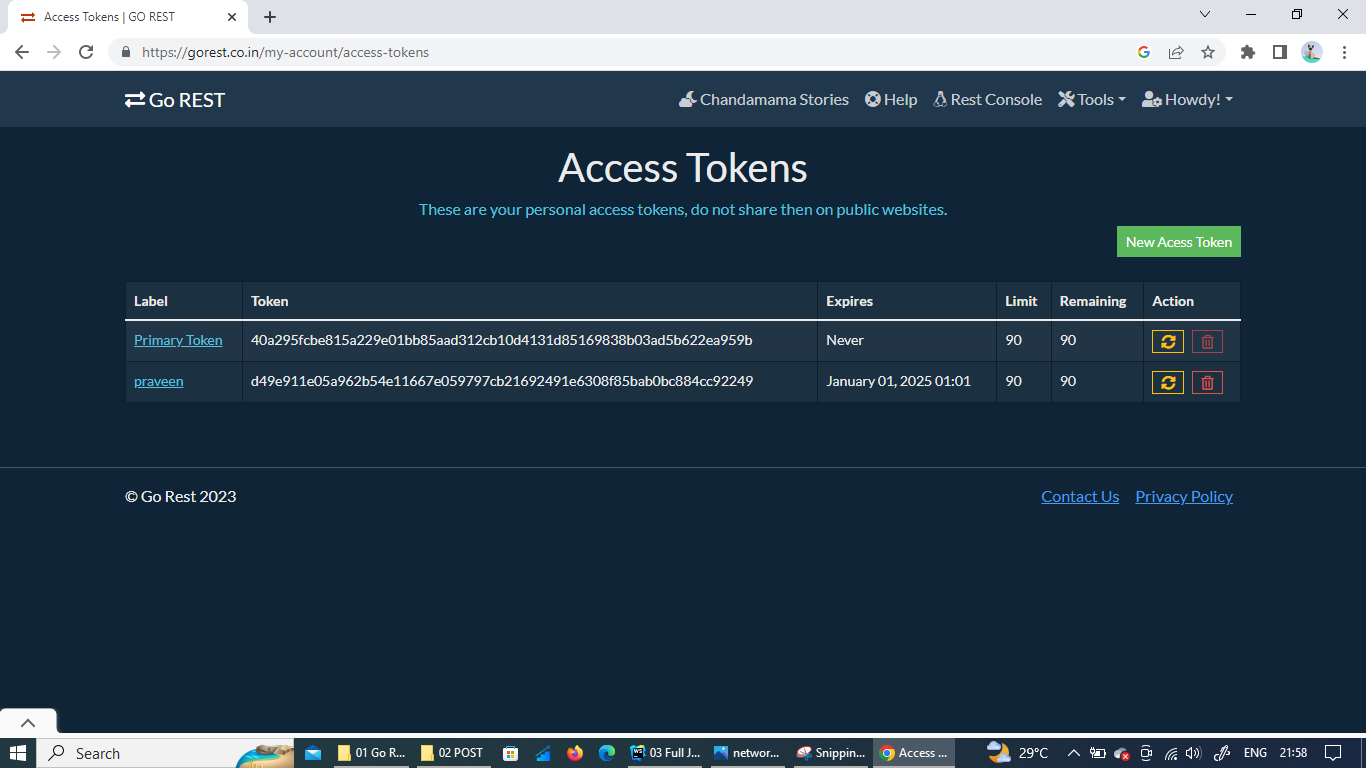 Access Tokens | GO REST
https://gorest.co.in/my-account/access-tokens
Go REST
Chandamama Stories
Help
Rest Console
Tools
Howdy!
Access Tokens
These are your personal access tokens, do not share then on public websites.
New Acess Token
Label Token Expires Limit Remaining Action
Primary Token 40a295fcbe815a229e01bb85aad312cb10d4131d85169838b03ad5b622ea959b Never 90 90
praveen d49e911e05a962b54e11667e059797cb21692491e6308f85bab0bc884cc92249 January 01, 2025 01:01 90 90
© Go Rest 2023
Contact Us Privacy Policy
Search
01 Go R...
02 POST
03 Full J...
networ...
Snippin...
Access ...
29°C
ENG
21:58